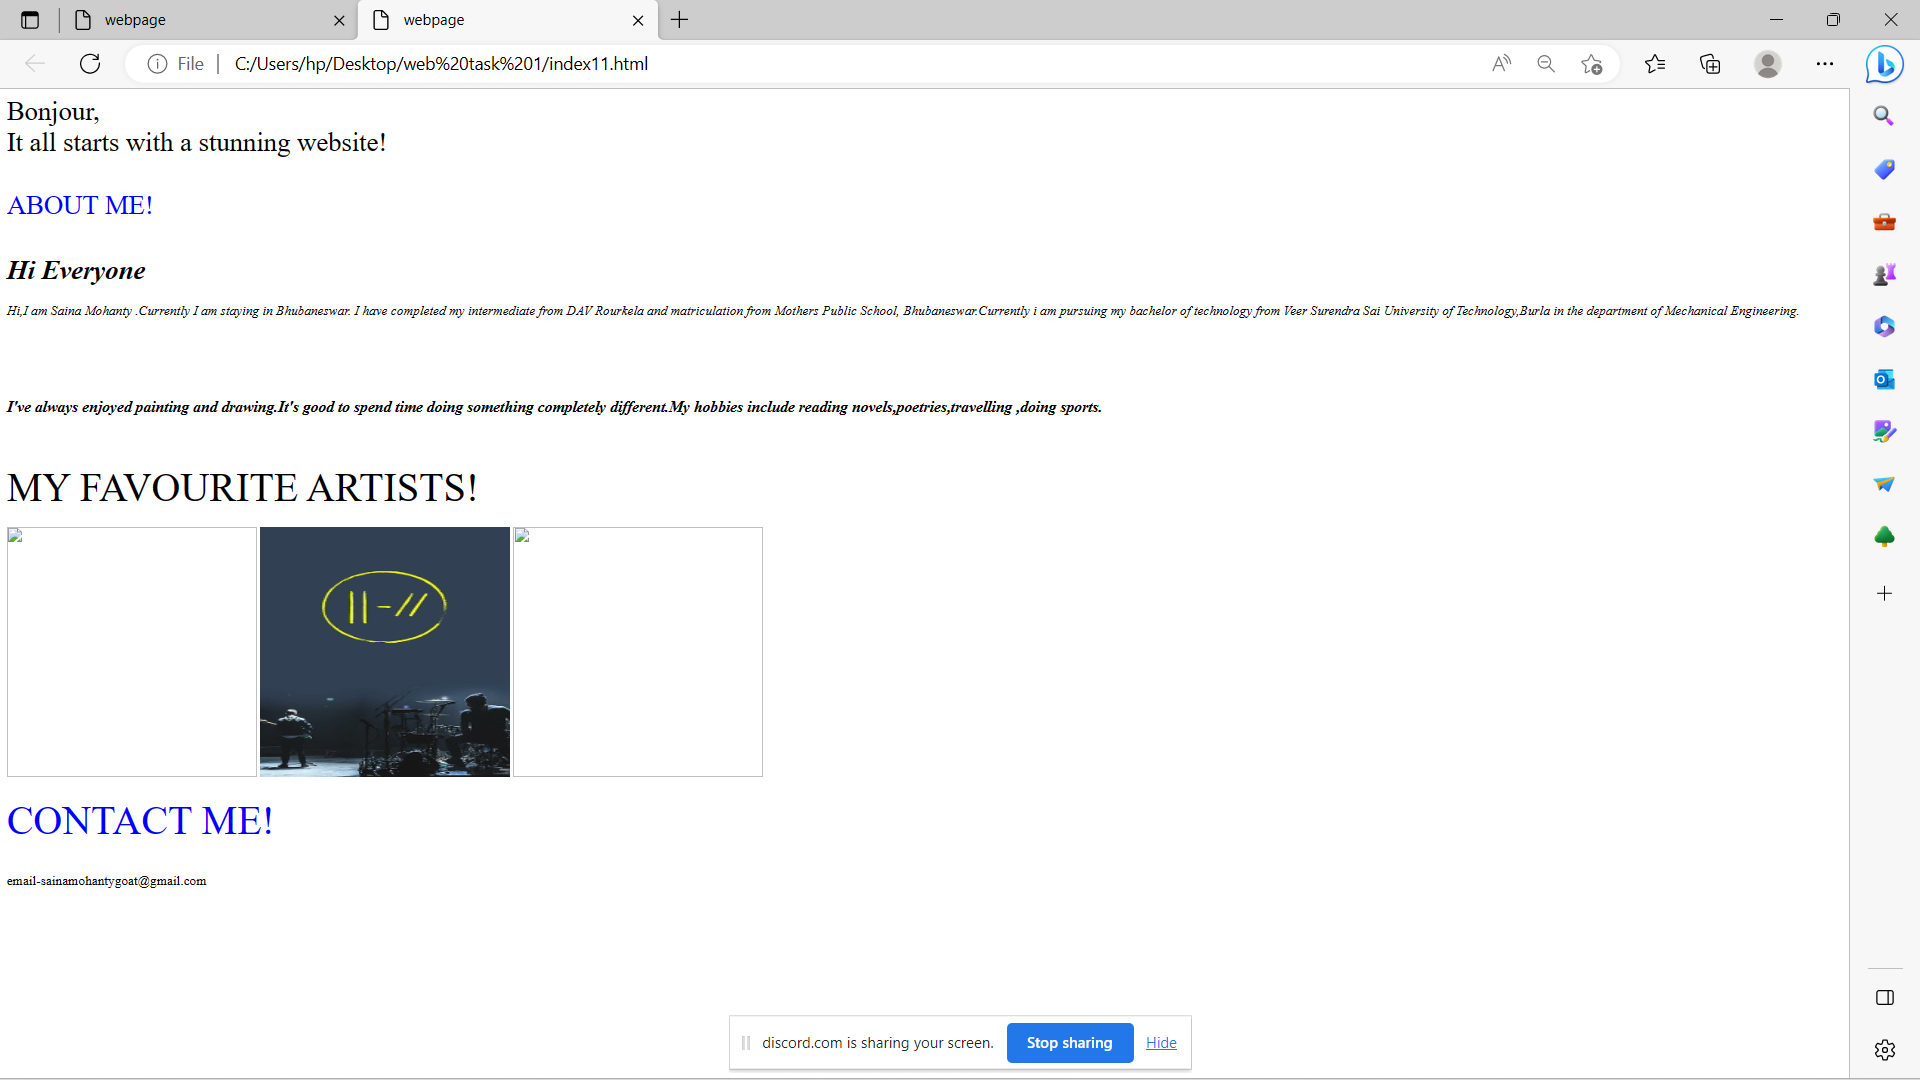 webpage
webpage
File
C:/Users/hp/Desktop/web%20task%201/index11.html
Bonjour,
It all starts with a stunning website!
ABOUT ME!
Hi Everyone
Hi,I am Saina Mohanty .Currently I am staying in Bhubaneswar. I have completed my intermediate from DAV Rourkela and matriculation from Mothers Public School, Bhubaneswar.Currently i am pursuing my bachelor of technology from Veer Surendra Sai University of Technology,Burla in the department of Mechanical Engineering.
I've always enjoyed painting and drawing.It's good to spend time doing something completely different.My hobbies include reading novels,poetries,travelling ,doing sports.
MY FAVOURITE ARTISTS!
CONTACT ME!
email-sainamohantygoat@gmail.com
discord.com is sharing your screen.
Stop sharing
Hide